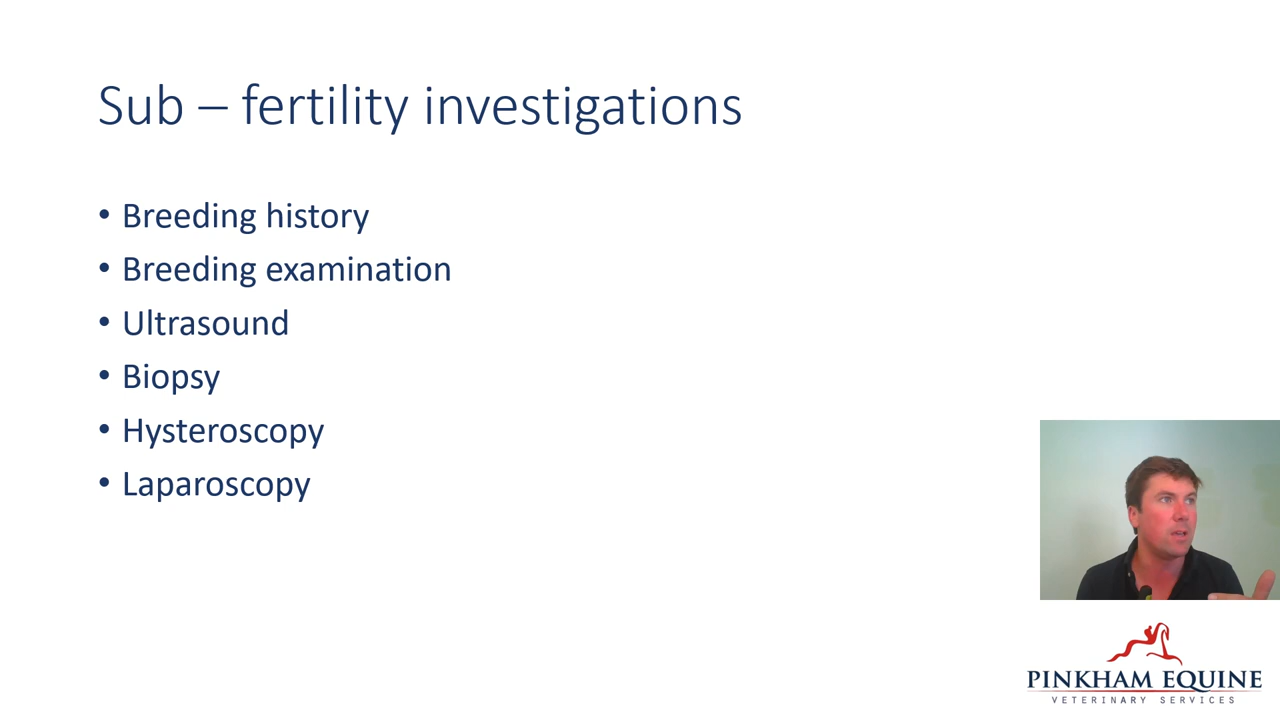 Sub – fertility investigations
• Breeding history
• Breeding examination
• Ultrasound
• Biopsy
• Hysteroscopy
• Laparoscopy
PINKHAM EQUINE
VETERINARY SERVICES